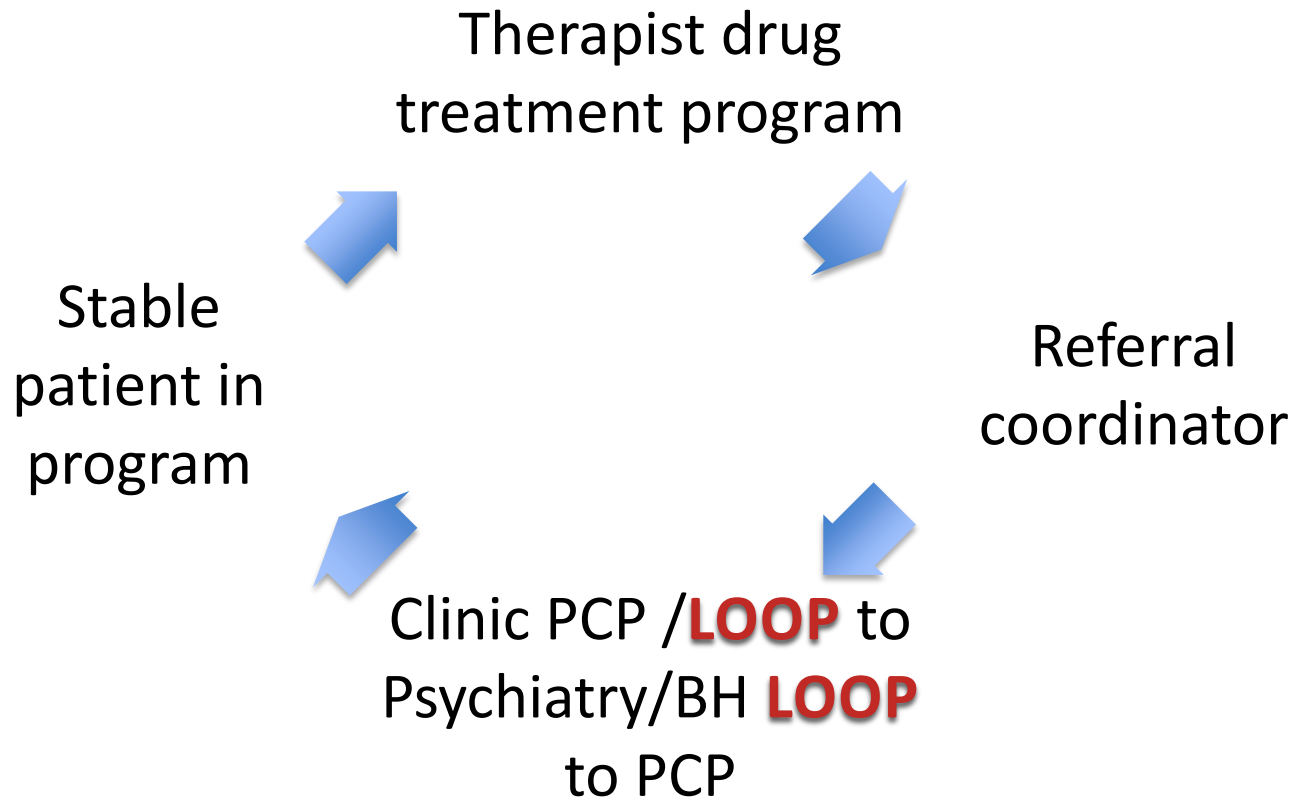 Therapist drug
treatment program
Stable
patient in
program
Referral
coordinator
Clinic PCP /LOOP to
Psychiatry/BH LOOP
to PCP